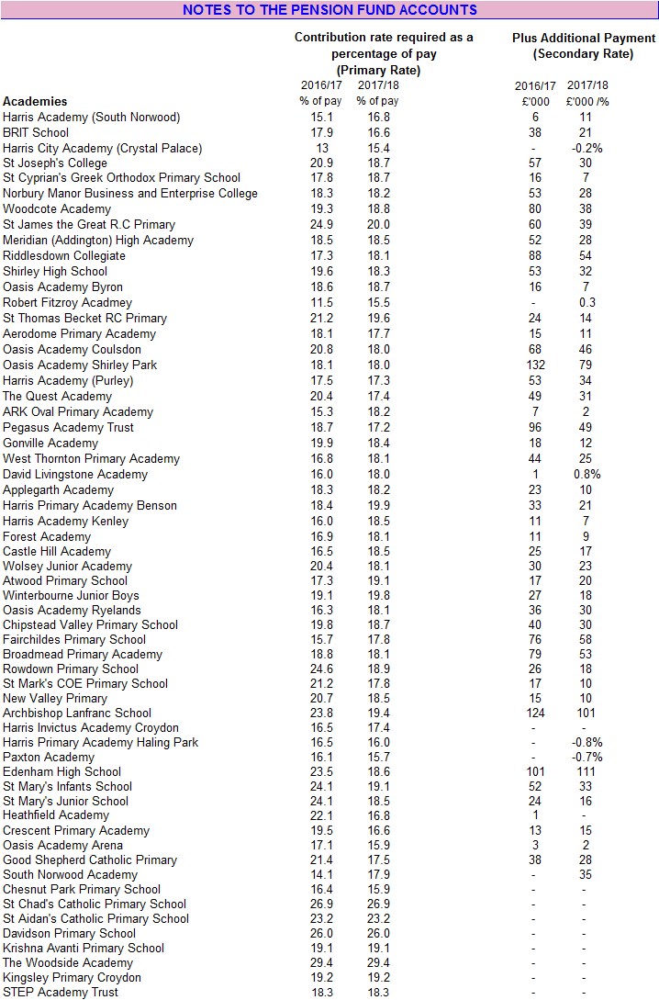 NOTES TO THE PENSION FUND ACCOUNTS
Contribution rate required as a percentage of pay (Primary Rate) Plus Additional Payment (Secondary Rate)
2016/17 2017/18 2016/17 2017/18
Academies % of pay % of pay £'000 £'000 /%
Harris Academy (South Norwood) 15.1 16.8 6 11
BRIT School 17.9 16.6 38 21
Harris City Academy (Crystal Palace) 13 15.4 - -0.2%
St Joseph's College 20.9 18.7 57 30
St Cyprian's Greek Orthodox Primary School 17.8 18.7 16 7
Norbury Manor Business and Enterprise College 18.3 18.2 53 28
Woodcote Academy 19.3 18.8 80 38
St James the Great R.C Primary 24.9 20.0 60 39
Meridian (Addington) High Academy 18.5 18.5 52 28
Riddlesdown Collegiate 17.3 18.1 88 54
Shirley High School 19.6 18.3 53 32
Oasis Academy Byron 18.6 18.7 16 7
Robert Fitzroy Acadmey 11.5 15.5 - 0.3
St Thomas Becket RC Primary 21.2 19.6 24 14
Aerodome Primary Academy 18.1 17.7 15 11
Oasis Academy Coulsdon 20.8 18.0 68 46
Oasis Academy Shirley Park 18.1 18.0 132 79
Harris Academy (Purley) 17.5 17.3 53 34
The Quest Academy 20.4 17.4 49 31
ARK Oval Primary Academy 15.3 18.2 7 2
Pegasus Academy Trust 18.7 17.2 96 49
Gonville Academy 19.9 18.4 18 12
West Thornton Primary Academy 16.8 18.1 44 25
David Livingstone Academy 16.0 18.0 1 0.8%
Applegarth Academy 18.3 18.2 23 10
Harris Primary Academy Benson 18.4 19.9 33 21
Harris Academy Kenley 16.0 18.5 11 7
Forest Academy 16.9 18.1 11 9
Castle Hill Academy 16.5 18.5 25 17
Wolsey Junior Academy 20.4 18.1 30 23
Atwood Primary School 17.3 19.1 17 20
Winterbourne Junior Boys 19.1 19.8 27 18
Oasis Academy Ryelands 16.3 18.1 36 30
Chipstead Valley Primary School 19.8 18.7 40 30
Fairchildes Primary School 15.7 17.8 76 58
Broadmead Primary Academy 18.8 18.1 79 53
Rowdown Primary School 24.6 18.9 26 18
St Mark's COE Primary School 21.2 17.8 17 10
New Valley Primary 20.7 18.5 15 10
Archbishop Lanfranc School 23.8 19.4 124 101
Harris Invictus Academy Croydon 16.5 17.4 - -
Harris Primary Academy Haling Park 16.5 16.0 - -0.8%
Paxton Academy 16.1 15.7 - -0.7%
Edenham High School 23.5 18.6 101 111
St Mary's Infants School 24.1 19.1 52 33
St Mary's Junior School 24.1 18.5 24 16
Heathfield Academy 22.1 16.8 1 -
Crescent Primary Academy 19.5 16.6 13 15
Oasis Academy Arena 17.1 15.9 3 2
Good Shepherd Catholic Primary 21.4 17.5 38 28
South Norwood Academy 14.1 17.9 - 35
Chesnut Park Primary School 16.4 15.9 - -
St Chad's Catholic Primary School 26.9 26.9 - -
St Aidan's Catholic Primary School 23.2 23.2 - -
Davidson Primary School 26.0 26.0 - -
Krishna Avanti Primary School 19.1 19.1 - -
The Woodside Academy 29.4 29.4 - -
Kingsley Primary Croydon 19.2 19.2 - -
STEP Academy Trust 18.3 18.3 - -